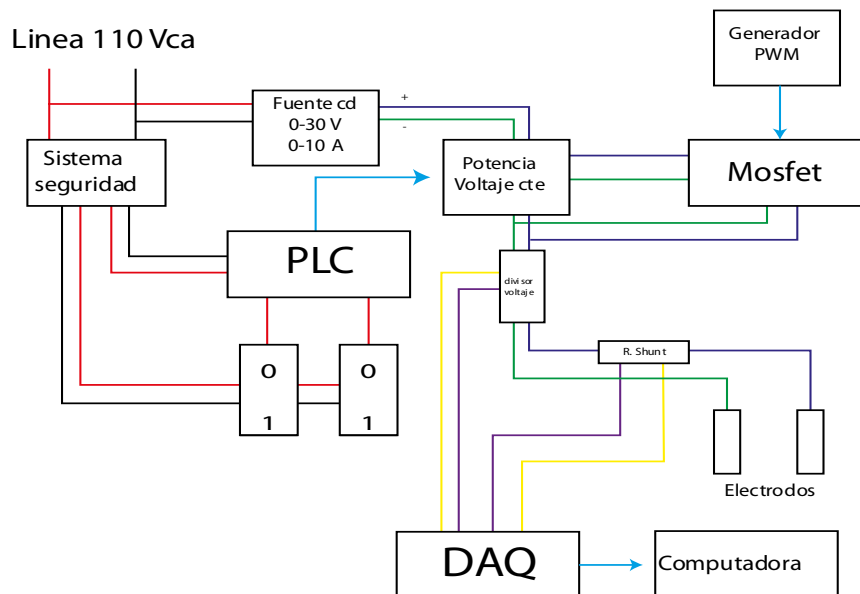 Linea 110 Vca
Generador
PWM
Fuente cd
0-30 V
0-10 A
+
-
Sistema
seguridad
Potencia
Voltaje cte
Mosfet
PLC
divisor
voltaje
R. Shunt
0
1
0
1
Electrodos
DAQ
Computadora